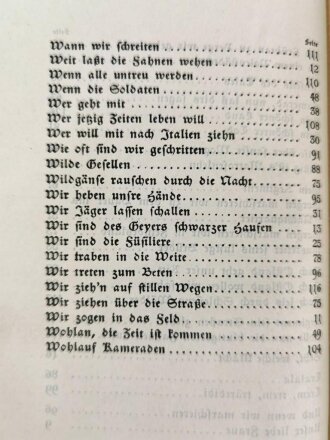 Seite
Wann wir schreiten 111
Weit laßt die Fahnen wehen 12
Wenn alle untreu werden 110
Wenn die Soldaten 48
Wer geht mit 38
Wer jetzig Zeiten leben will 108
Wer will mit nach Italien ziehn 30
Wie oft sind wir geschritten 91
Wilde Gesellen 88
Wildgänse rauschen durch die Nacht 75
Wir heben unsre Hände 95
Wir Jäger lassen schallen 31
Wir sind des Geyers schwarzer Haufen 13
Wir sind die Füsiliere 25
Wir traben in die Weite 78
Wir treten zum Beten 96
Wir zieh'n auf stillen Wegen 116
Wir ziehen über die Straße 75
Wir zogen in das Feld 11
Wohlan, die Zeit ist kommen 49
Wohlauf Kameraden 104